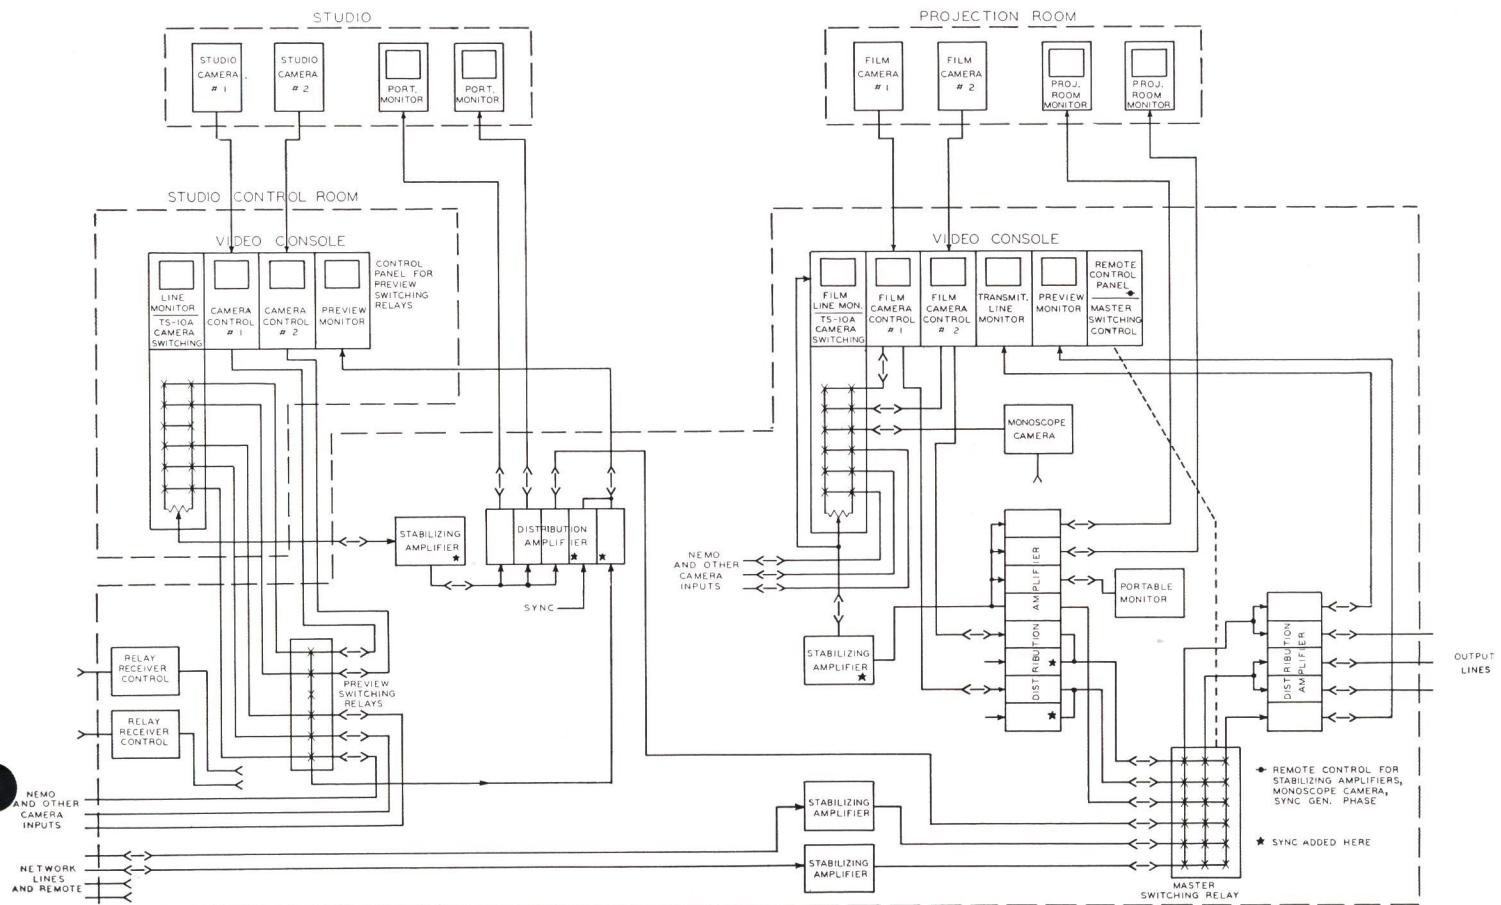 STUDIO
PROJECTION ROOM
STUDIO
CAMERA
# 1
STUDIO
CAMERA
# 2
PORT.
MONITOR
PORT.
MONITOR
FILM
CAMERA
# 1
FILM
CAMERA
# 2
PROJ.
ROOM
MONITOR
PROJ.
ROOM
MONITOR
STUDIO CONTROL ROOM
VIDEO CONSOLE
LINE
MONITOR
TS-10A
CAMERA
SWITCHING
CAMERA
CONTROL
# 1
CAMERA
CONTROL
# 2
PREVIEW
MONITOR
CONTROL
PANEL FOR
PREVIEW
SWITCHING
RELAYS
VIDEO CONSOLE
FILM
LINE MON.
TS-10A
CAMERA
SWITCHING
FILM
CAMERA
CONTROL
# 1
FILM
CAMERA
CONTROL
# 2
TRANSMIT.
LINE
MONITOR
PREVIEW
MONITOR
REMOTE
CONTROL
PANEL
MASTER
SWITCHING
CONTROL
MONOSCOPE
CAMERA
STABILIZING
AMPLIFIER
DISTRIBUTION
AMPLIFIER
SYNC
NEMO
AND OTHER
CAMERA
INPUTS
STABILIZING
AMPLIFIER
DISTRIBUTION AMPLIFIER
PORTABLE
MONITOR
DISTRIBUTION
AMPLIFIER
OUTPUT
LINES
RELAY
RECEIVER
CONTROL
RELAY
RECEIVER
CONTROL
PREVIEW
SWITCHING
RELAYS
NEMO
AND OTHER
CAMERA
INPUTS
NETWORK
LINES
AND REMOTE
STABILIZING
AMPLIFIER
STABILIZING
AMPLIFIER
MASTER
SWITCHING RELAY
REMOTE CONTROL FOR
STABILIZING AMPLIFIERS,
MONOSCOPE CAMERA,
SYNC GEN. PHASE
★ SYNC ADDED HERE